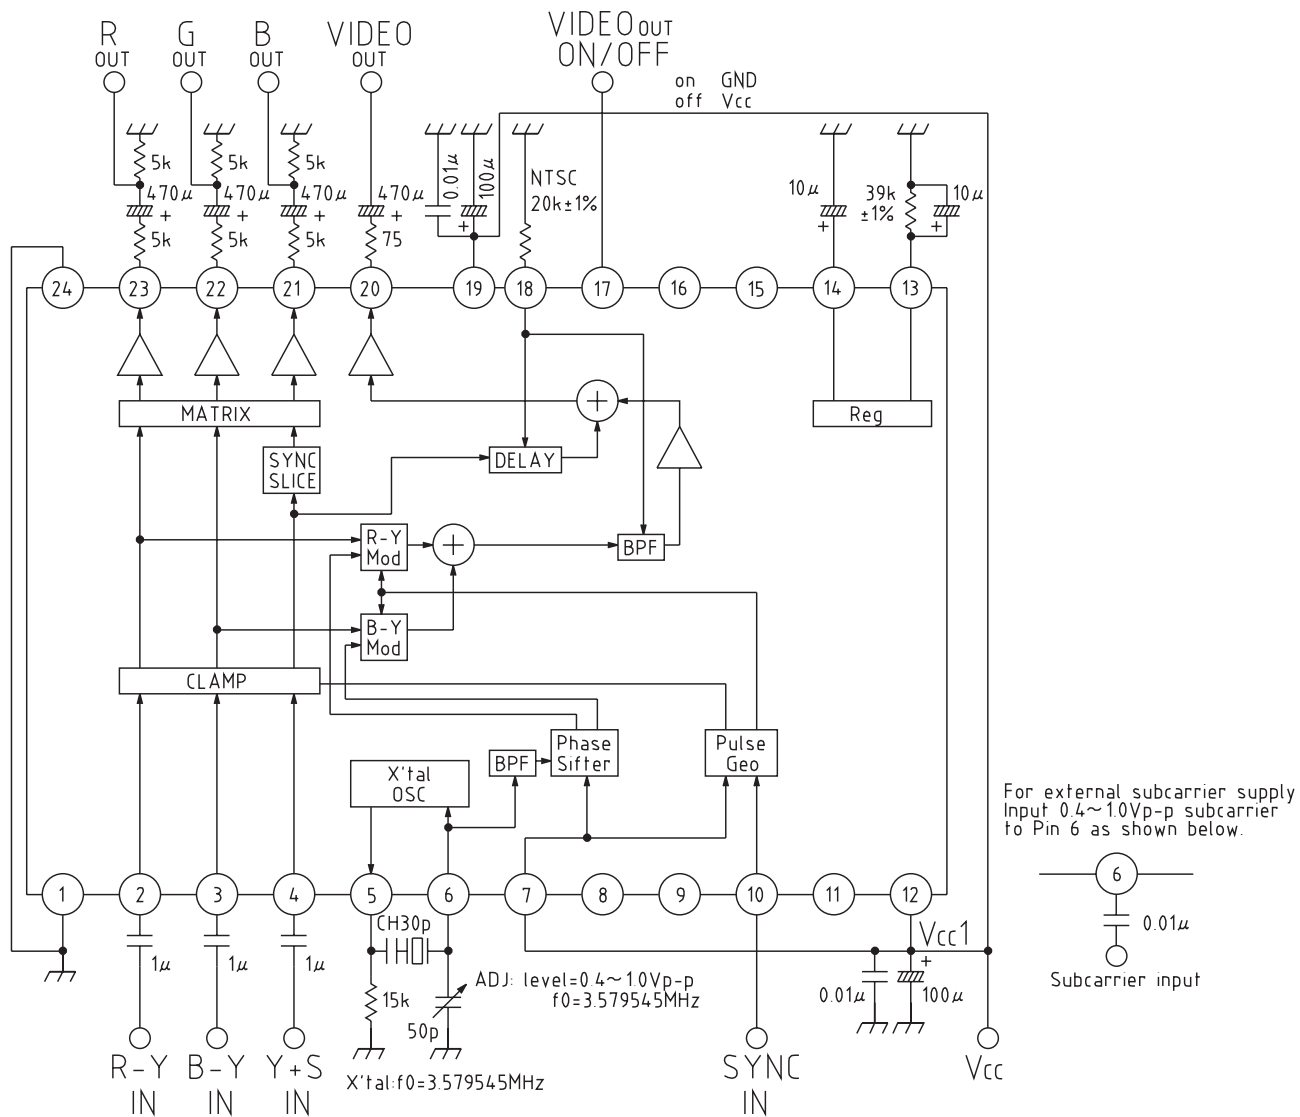 R
OUT
G
OUT
B
OUT
VIDEO
OUT
VIDEO OUT
ON/OFF
on GND
off Vcc
5k
5k
5k
470μ
+
470μ
+
470μ
+
470μ
+
5k
5k
5k
75
0.01μ
100μ
+
NTSC
20k±1%
10μ
+
39k
±1%
10μ
+
24
23
22
21
20
19
18
17
16
15
14
13
MATRIX
Reg
SYNC
SLICE
DELAY
+
R-Y
Mod
+
BPF
B-Y
Mod
CLAMP
X'tal
OSC
BPF
Phase
Sifter
Pulse
Geo
For external subcarrier supply
Input 0.4~1.0Vp-p subcarrier
to Pin 6 as shown below.
6
0.01μ
Subcarrier input
1
2
3
4
5
6
7
8
9
10
11
12
1μ
1μ
1μ
CH30p
15k
50p
ADJ: level=0.4~1.0Vp-p
f0=3.579545MHz
X'tal:f0=3.579545MHz
Vcc1
0.01μ
+
100μ
R-Y
IN
B-Y
IN
Y+S
IN
SYNC
IN
Vcc